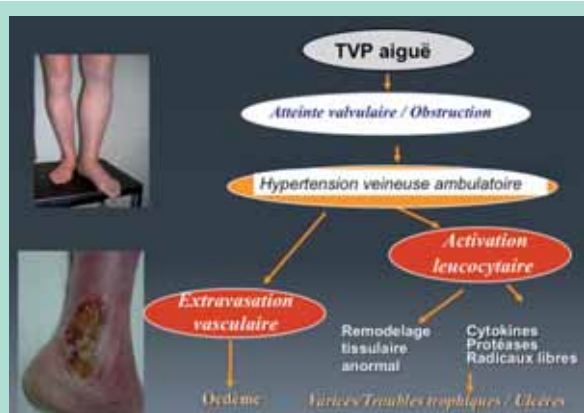 TVP aiguë
Atteinte valvulaire / Obstruction
Hypertension veineuse ambulatoire
Activation
leucocytaire
Extravasation
vasculaire
Remodelage
tissulaire
anormal
Cytokines
Protéases
Radicaux libres
Oedème
Varices/Troubles trophiques / Ulcères